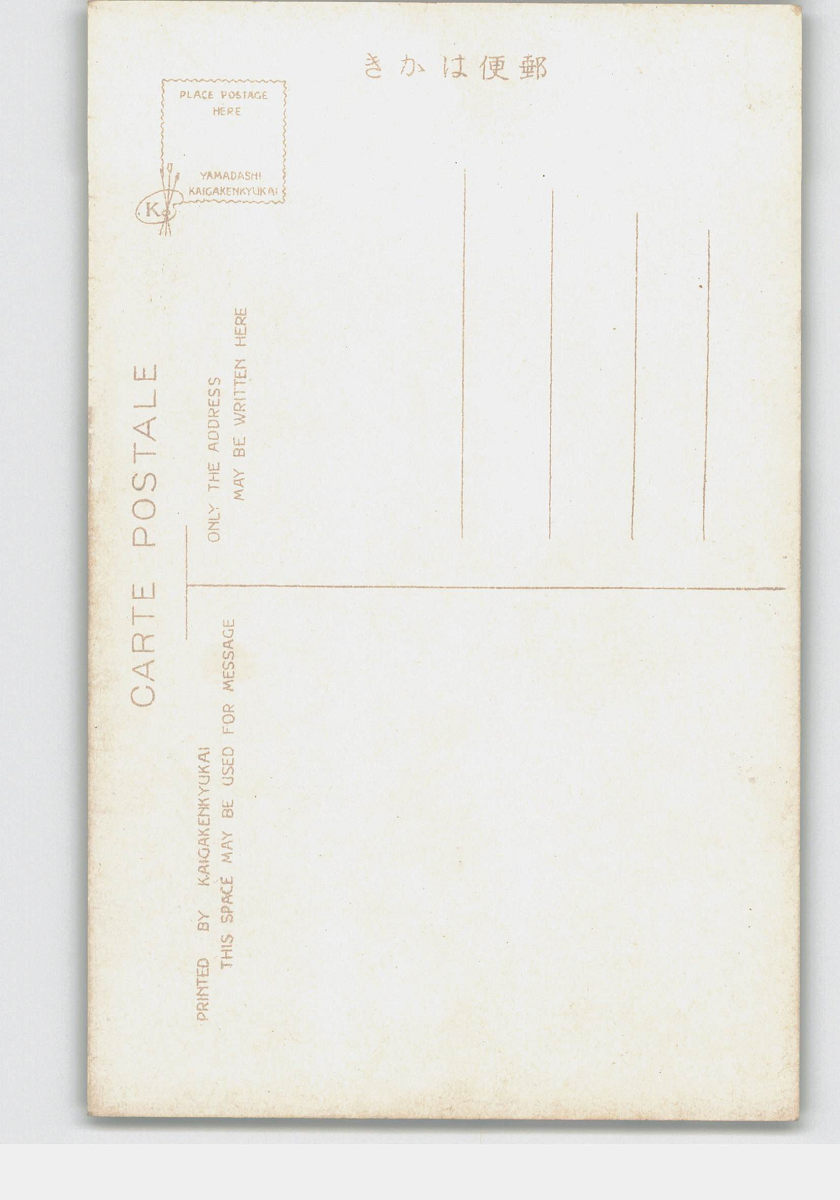 きかは便郵
PLACE POSTAGE
HERE
YAMADASHI
KAIGAKENKYUKAI
K
CARTE POSTALE
ONLY THE ADDRESS
MAY BE WRITTEN HERE
PRINTED BY KAIGAKENKYUKAI
THIS SPACE MAY BE USED FOR MESSAGE